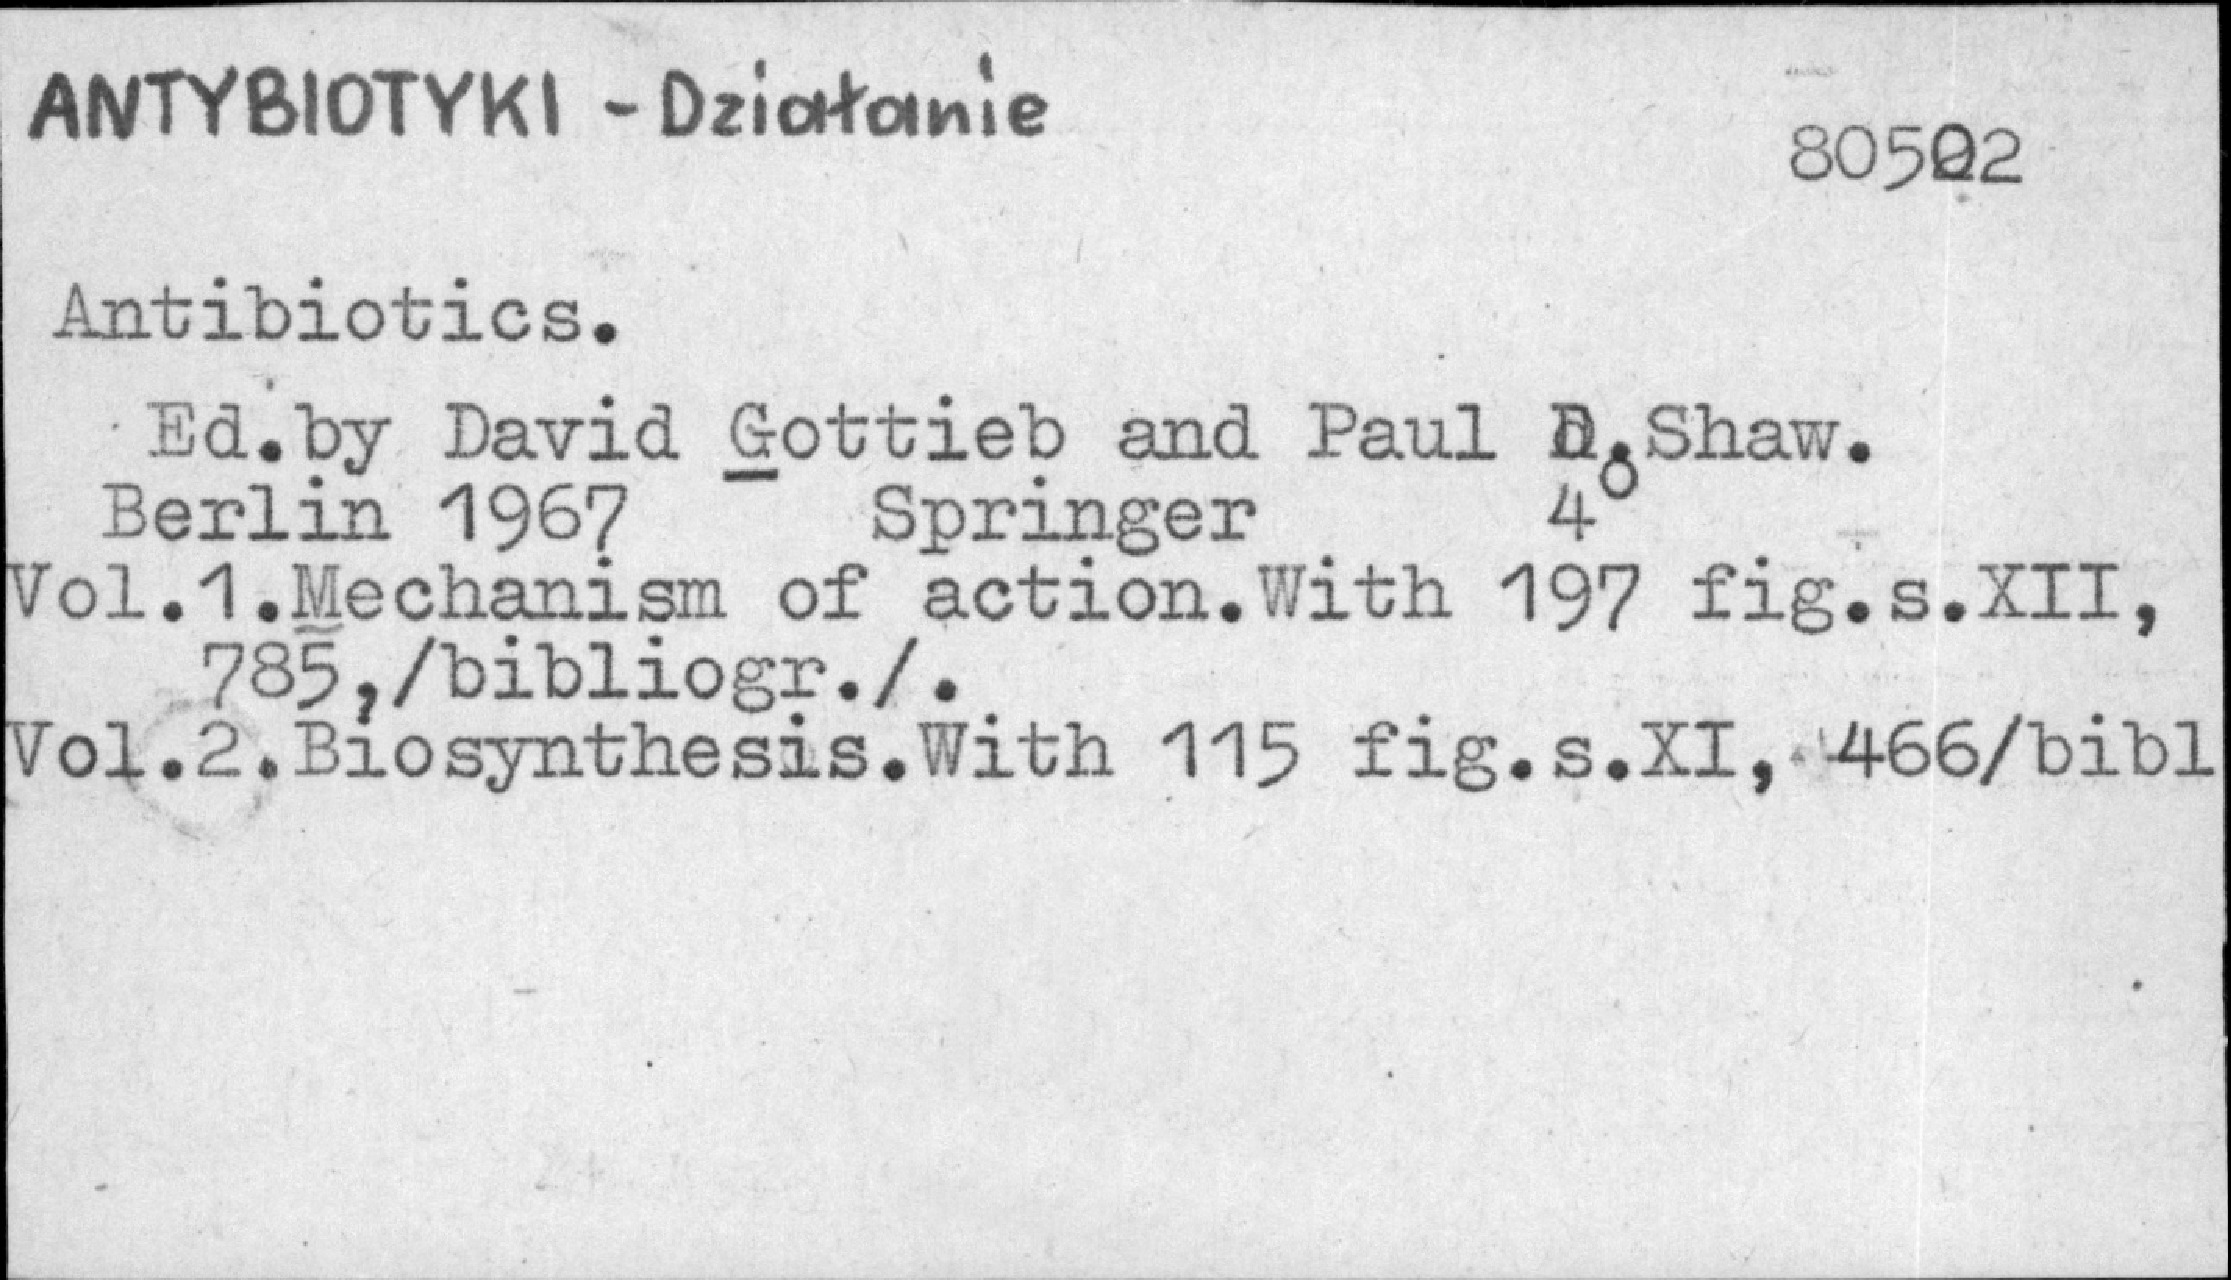 ANTYBIOTYKI - Działanie
80502
Antibiotics.
Ed.by David Gottieb and Paul D.Shaw.
Berlin 1967 Springer 4°
Vol.1.Mechanism of action.With 197 fig.s.XII,
785,/bibliogr./.
Vol.2.Biosynthesis.With 115 fig.s.XI, 466/bibl